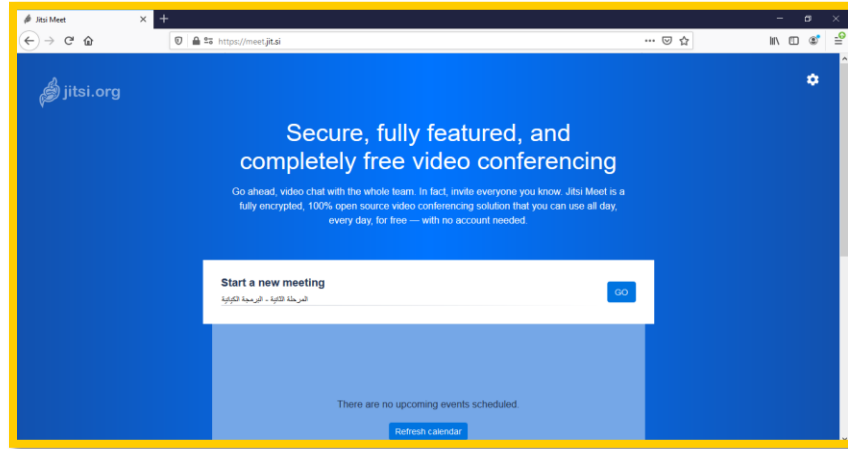 Jitsi Meet
https://meet.jit.si
jitsi.org
Secure, fully featured, and
completely free video conferencing
Go ahead, video chat with the whole team. In fact, invite everyone you know. Jitsi Meet is a
fully encrypted, 100% open source video conferencing solution that you can use all day,
every day, for free — with no account needed.
Start a new meeting
المرحلة الثانية - البرمجة الكيانية
GO
There are no upcoming events scheduled.
Refresh calendar